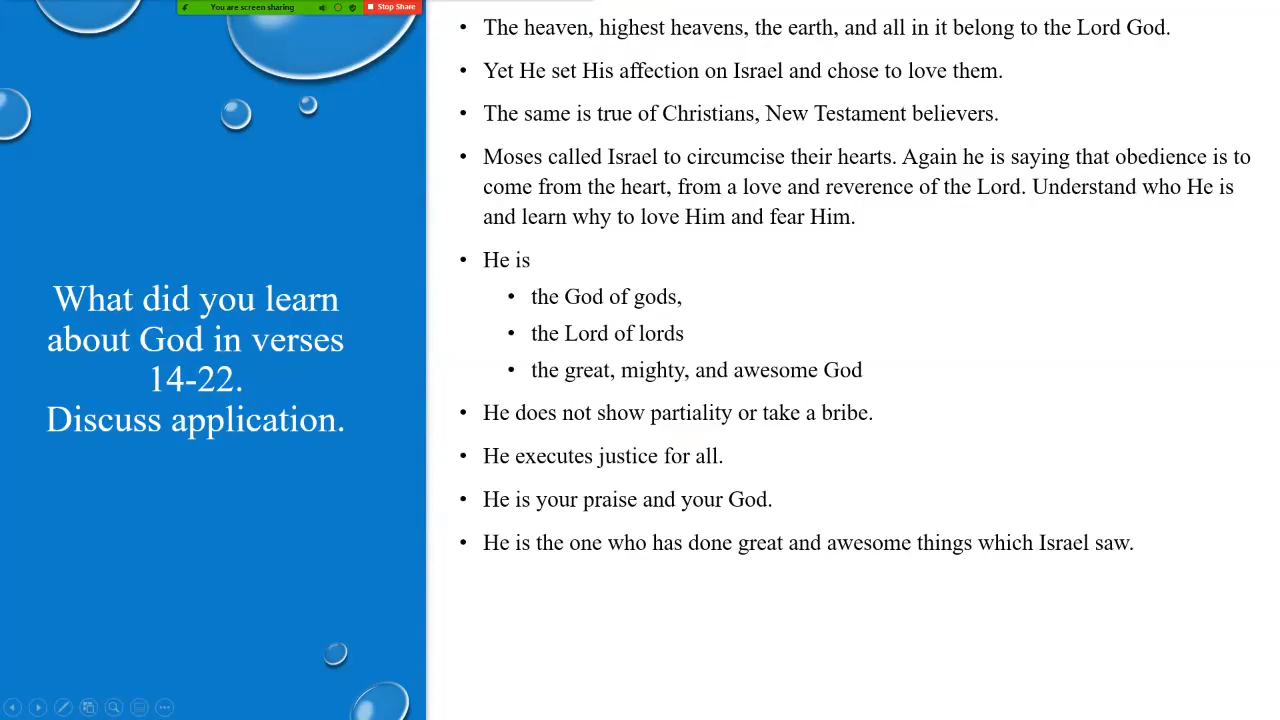 You are screen sharing
Stop Share
What did you learn
about God in verses
14-22.
Discuss application.
• The heaven, highest heavens, the earth, and all in it belong to the Lord God.
• Yet He set His affection on Israel and chose to love them.
• The same is true of Christians, New Testament believers.
• Moses called Israel to circumcise their hearts. Again he is saying that obedience is to
come from the heart, from a love and reverence of the Lord. Understand who He is
and learn why to love Him and fear Him.
• He is
• the God of gods,
• the Lord of lords
• the great, mighty, and awesome God
• He does not show partiality or take a bribe.
• He executes justice for all.
• He is your praise and your God.
• He is the one who has done great and awesome things which Israel saw.